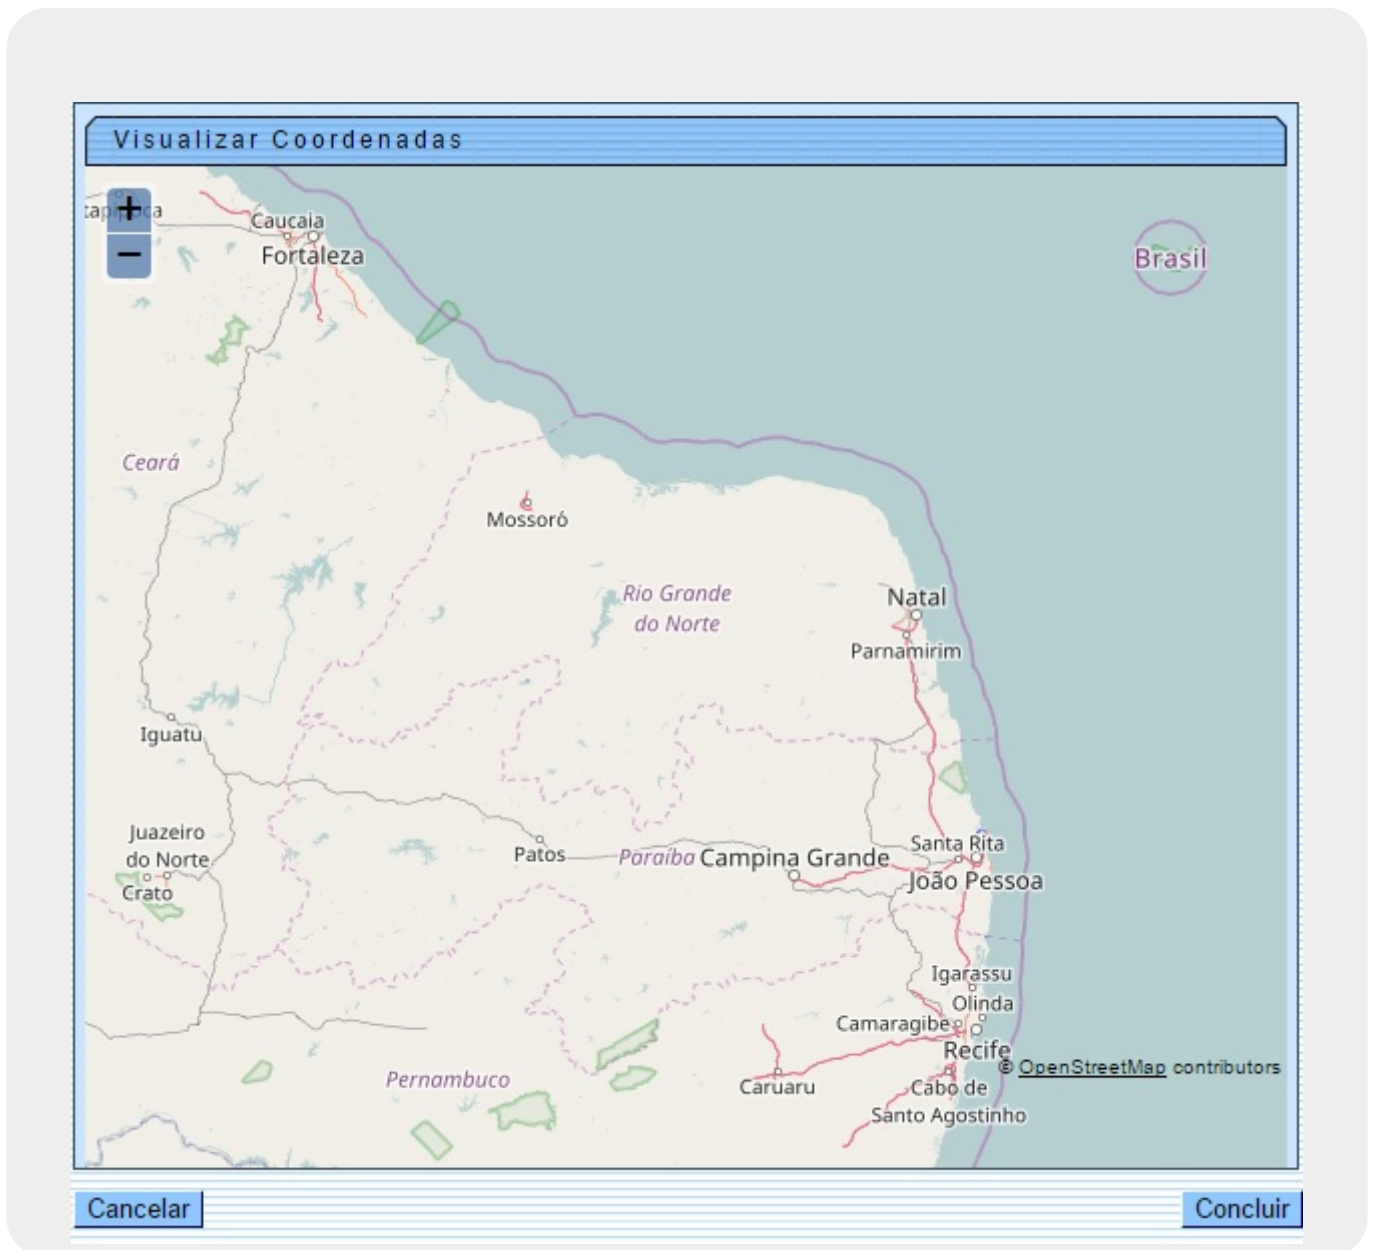 Visualizar Coordenadas
+
−
Caucaia
Fortaleza
Brasil
Ceará
Mossoró
Rio Grande
do Norte
Natal
Parnamirim
Iguatu
Juazeiro
do Norte
Crato
Patos
Paraíba
Campina Grande
Santa Rita
João Pessoa
Igarassu
Olinda
Camaragibe
Recife
© OpenStreetMap contributors
Pernambuco
Caruaru
Cabo de
Santo Agostinho
Cancelar
Concluir